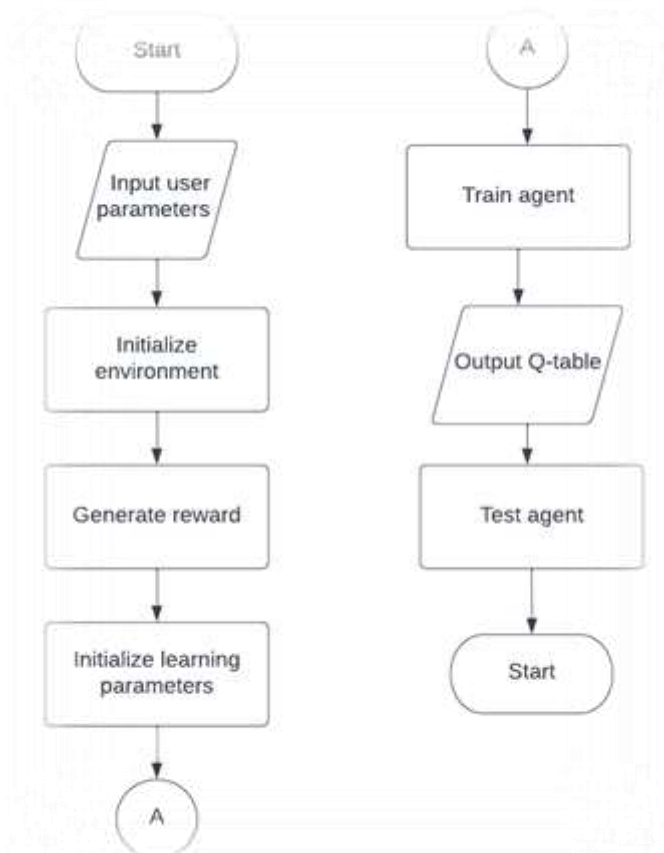 Start
Input user
parameters
Initialize
environment
Generate reward
Initialize learning
parameters
A
A
Train agent
Output Q-table
Test agent
Start